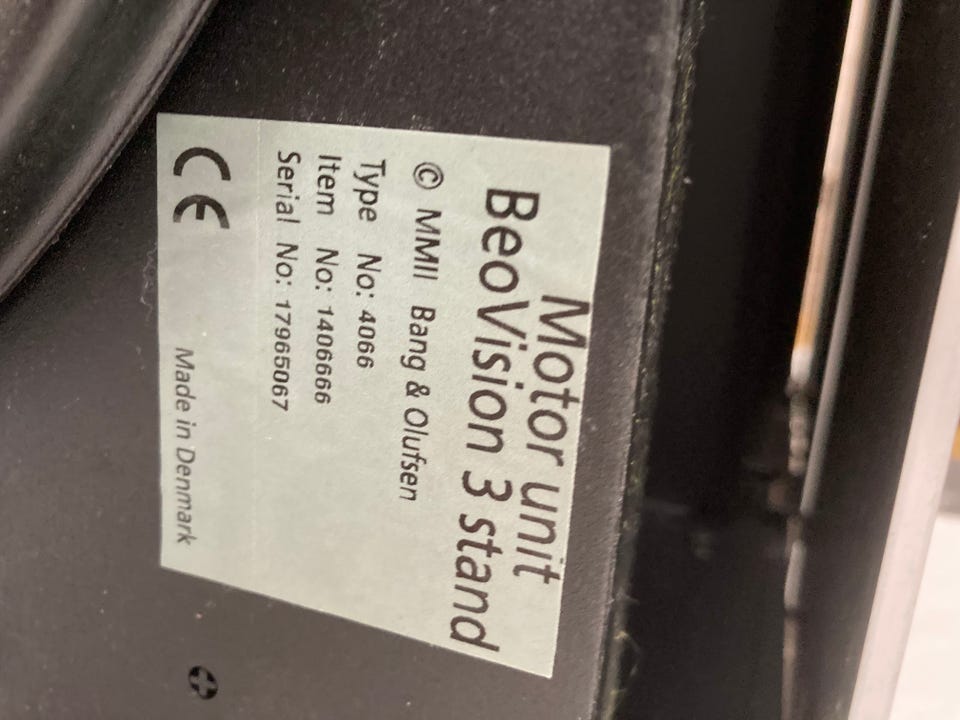 Motor unit
BeoVision 3 stand
© MMII Bang & Olufsen
Type No: 4066
Item No: 1406666
Serial No: 17965067
CE Made in Denmark